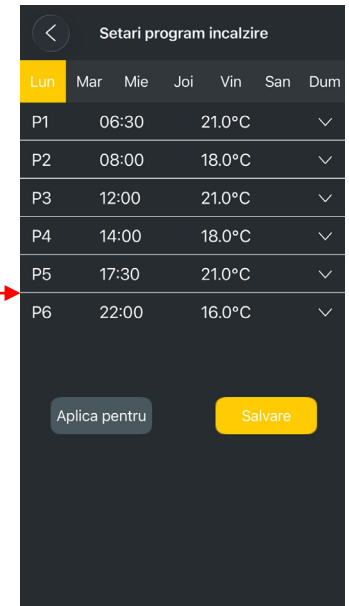 Setari program incalzire
Lun Mar Mie Joi Vin San Dum
P1 06:30 21.0°C
P2 08:00 18.0°C
P3 12:00 21.0°C
P4 14:00 18.0°C
P5 17:30 21.0°C
P6 22:00 16.0°C
Aplica pentru Salvare